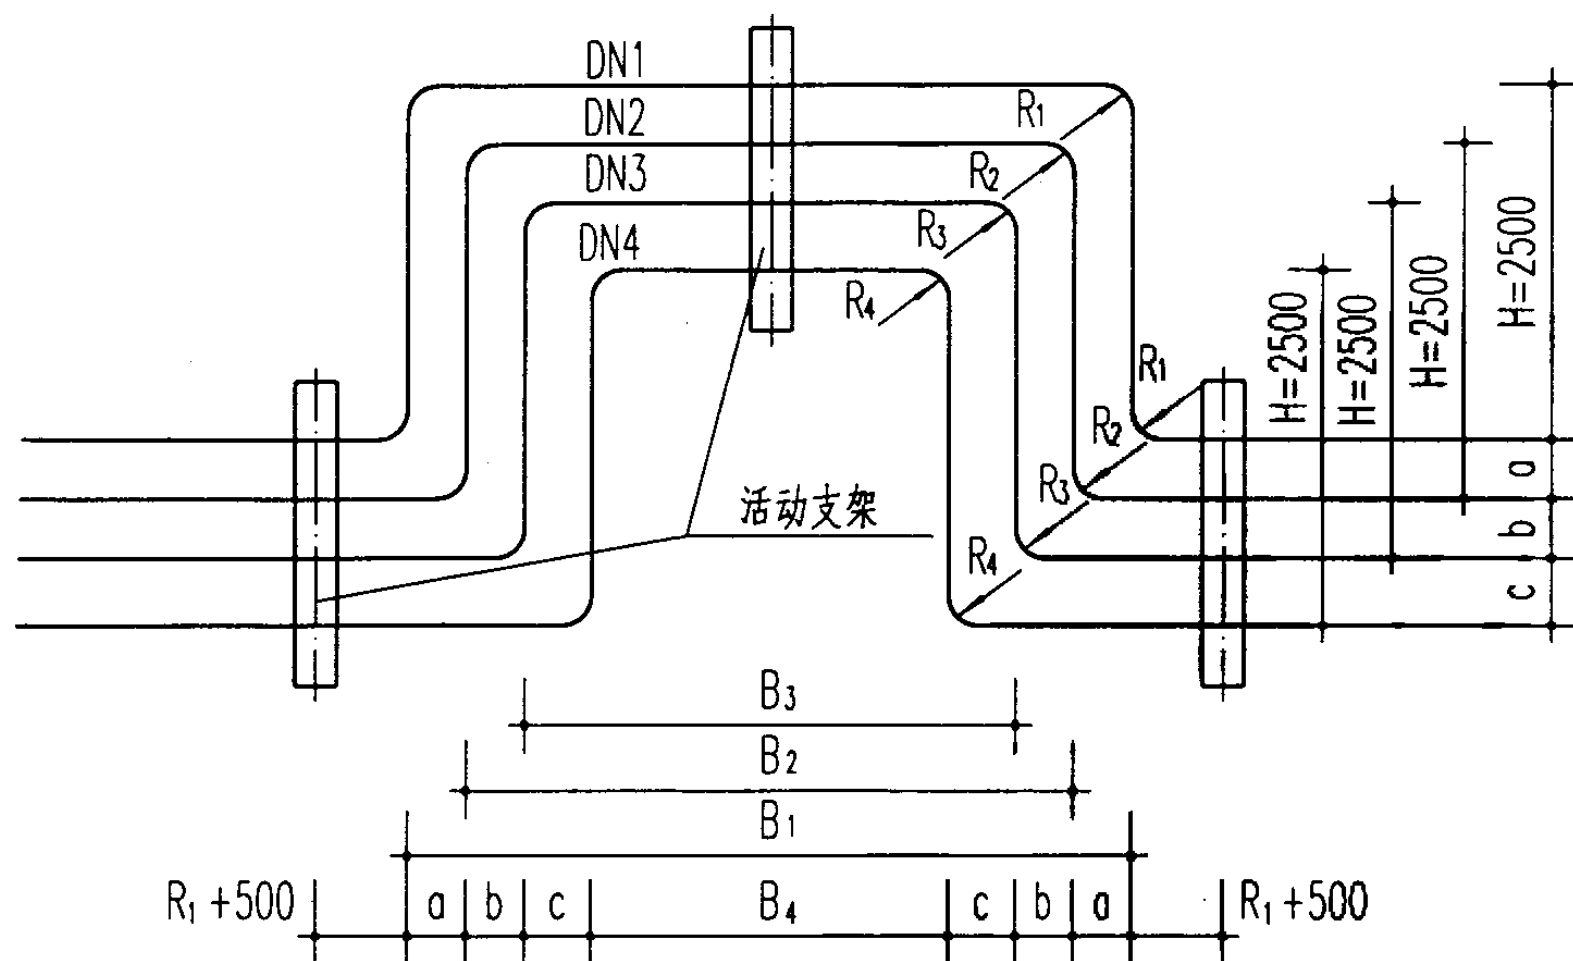 DN1
R1
DN2
R2
DN3
R3
DN4
R4
H=2500
H=2500
H=2500
H=2500
R1
R2
R3
R4
活动支架
a
b
c
B3
B2
B1
R1+500 a b c B4 c b a R1+500